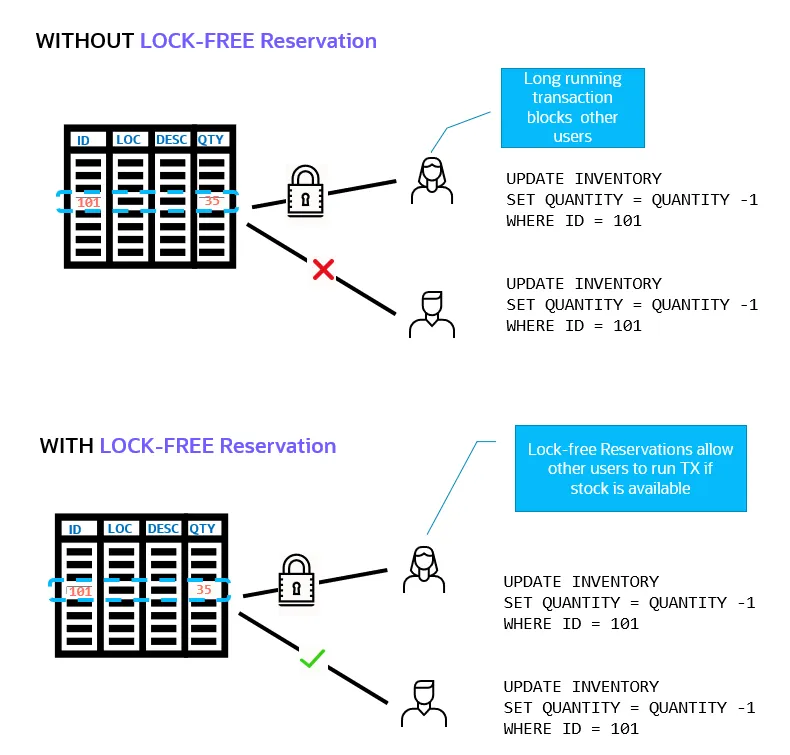 WITHOUT LOCK-FREE Reservation
Long running
transaction
blocks other
users
ID LOC DESC QTY
101 35
UPDATE INVENTORY
SET QUANTITY = QUANTITY -1
WHERE ID = 101
UPDATE INVENTORY
SET QUANTITY = QUANTITY -1
WHERE ID = 101
WITH LOCK-FREE Reservation
Lock-free Reservations allow
other users to run TX if
stock is available
ID LOC DESC QTY
101 35
UPDATE INVENTORY
SET QUANTITY = QUANTITY -1
WHERE ID = 101
UPDATE INVENTORY
SET QUANTITY = QUANTITY -1
WHERE ID = 101